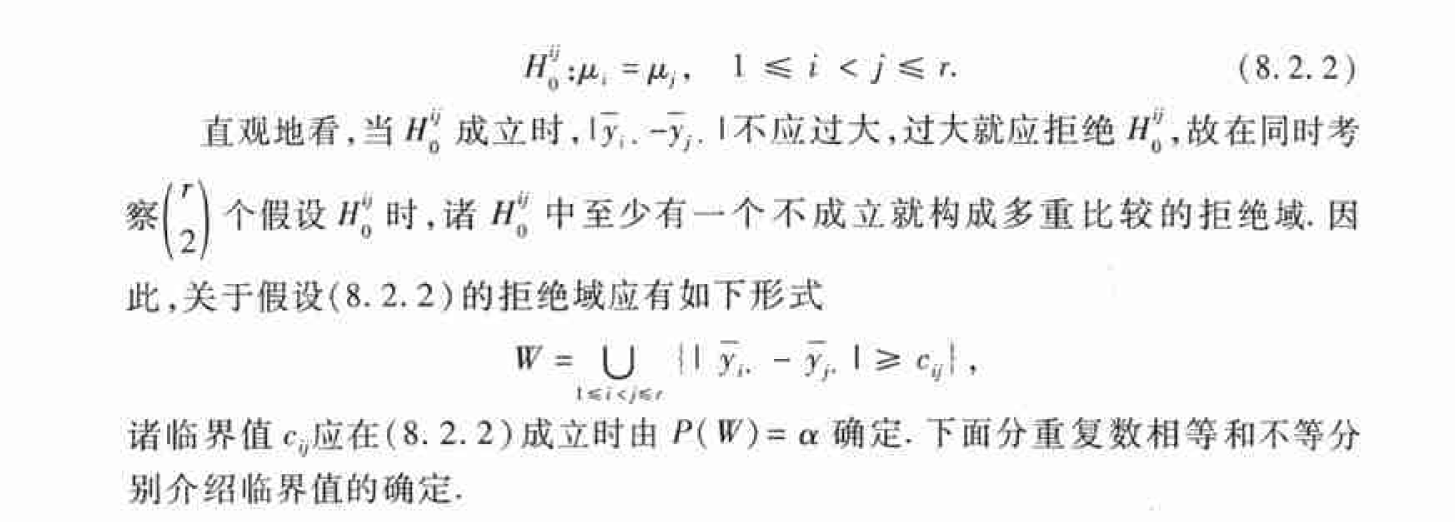 $H_0^{ij}:\mu_i = \mu_j, \quad 1 \leqslant i < j \leqslant r.$ (8.2.2)
直观地看,当 $H_0^{ij}$ 成立时,$|\bar{y}_{i\cdot}-\bar{y}_{j\cdot}|$不应过大,过大就应拒绝 $H_0^{ij}$,故在同时考
察$\binom{r}{2}$个假设 $H_0^{ij}$ 时,诸 $H_0^{ij}$ 中至少有一个不成立就构成多重比较的拒绝域. 因
此,关于假设(8.2.2)的拒绝域应有如下形式
$W = \bigcup_{1\leqslant i<j\leqslant r} \{|\bar{y}_{i\cdot} - \bar{y}_{j\cdot}| \geqslant c_{ij}\},$
诸临界值 $c_{ij}$应在(8.2.2)成立时由 $P(W)=\alpha$ 确定. 下面分重复数相等和不等分
别介绍临界值的确定.